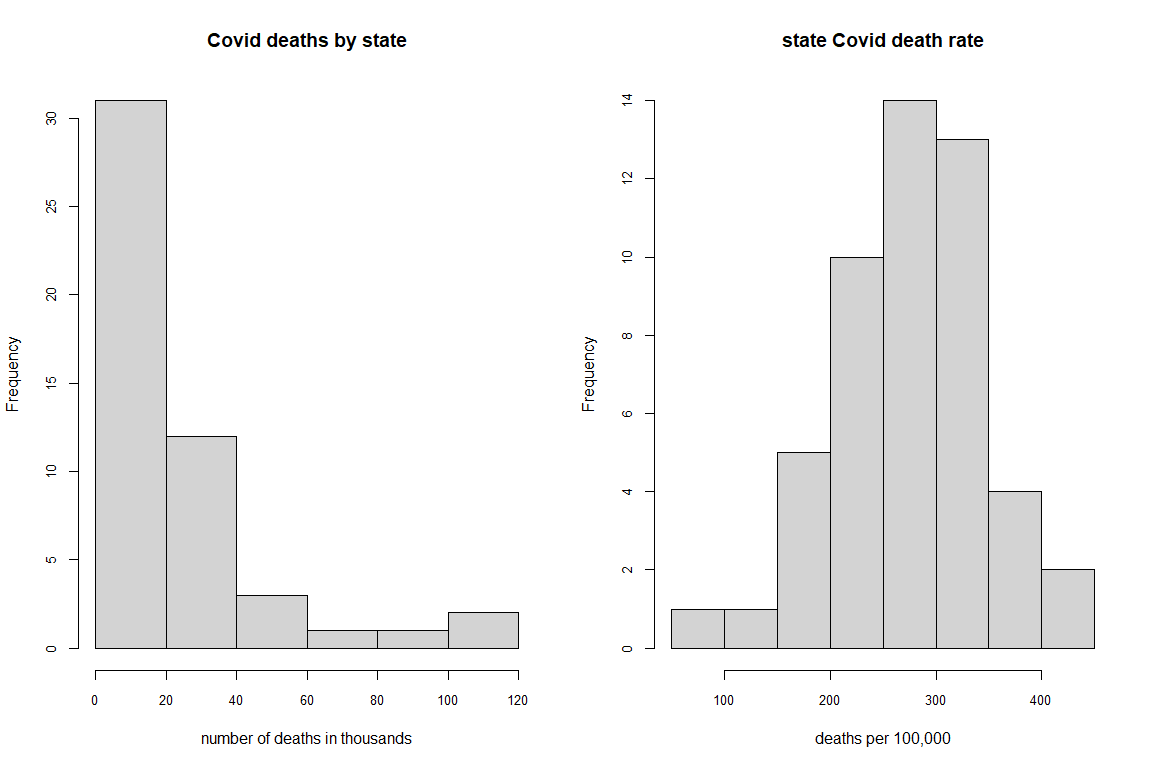 Covid deaths by state
Frequency
30
25
20
15
10
5
0
0 20 40 60 80 100 120
number of deaths in thousands
state Covid death rate
Frequency
14
12
10
8
6
4
2
0
100 200 300 400
deaths per 100,000